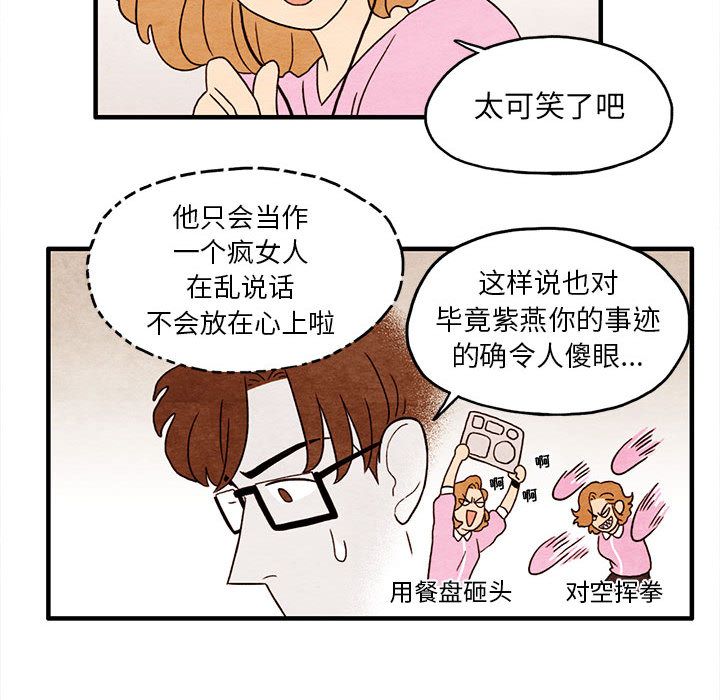 太可笑了吧
他只会当作
一个疯女人
在乱说话
不会放在心上啦
这样说也对
毕竟紫燕你的事迹
的确令人傻眼...
啊
啊
啊
用餐盘砸头
对空挥拳